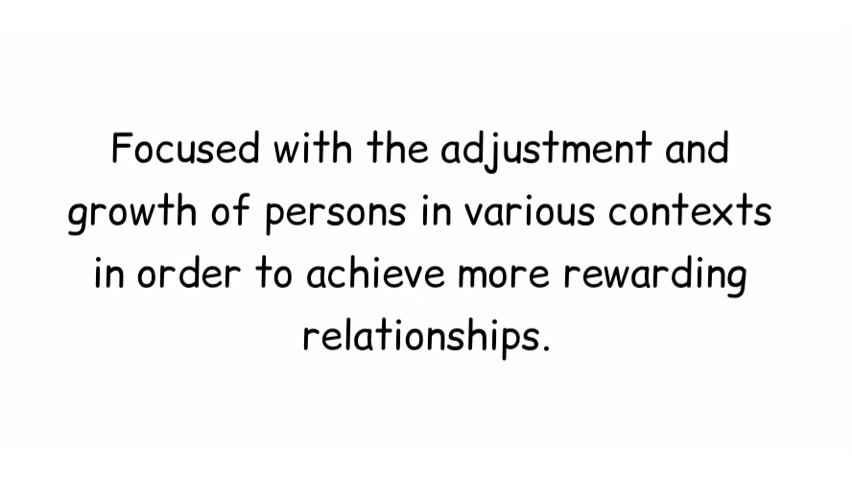 Focused with the adjustment and
growth of persons in various contexts
in order to achieve more rewarding
relationships.